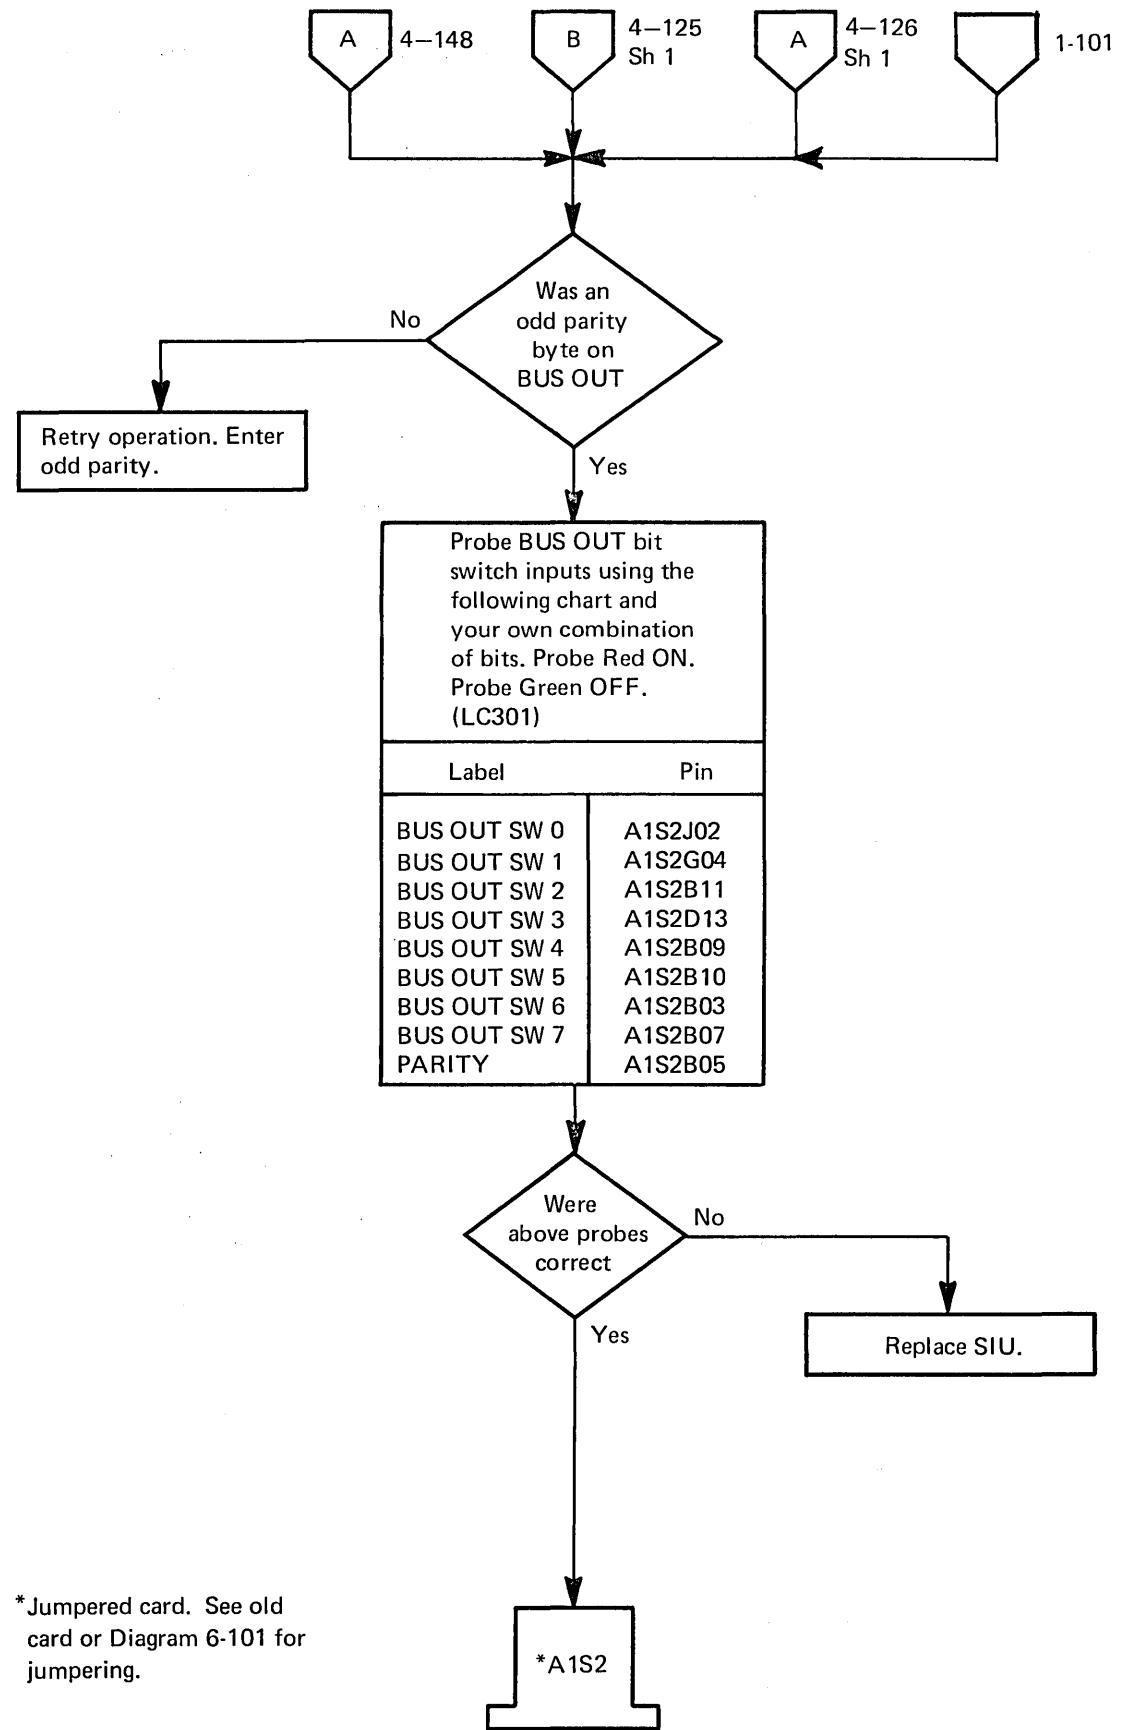 A 4—148
B 4—125
Sh 1
A 4—126
Sh 1
1-101
Was an
odd parity
byte on
BUS OUT
No
Yes
Retry operation. Enter
odd parity.
Probe BUS OUT bit
switch inputs using the
following chart and
your own combination
of bits. Probe Red ON.
Probe Green OFF.
(LC301)
Label Pin
BUS OUT SW 0 A1S2J02
BUS OUT SW 1 A1S2G04
BUS OUT SW 2 A1S2B11
BUS OUT SW 3 A1S2D13
BUS OUT SW 4 A1S2B09
BUS OUT SW 5 A1S2B10
BUS OUT SW 6 A1S2B03
BUS OUT SW 7 A1S2B07
PARITY A1S2B05
Were
above probes
correct
No
Yes
Replace SIU.
*Jumpered card. See old
card or Diagram 6-101 for
jumpering.
*A1S2